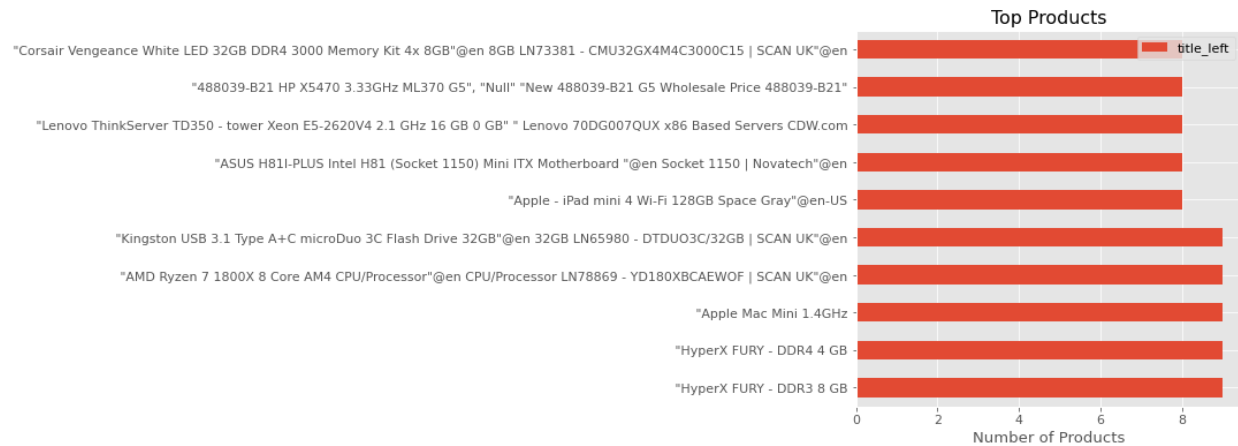 Top Products
"Corsair Vengeance White LED 32GB DDR4 3000 Memory Kit 4x 8GB"@en 8GB LN73381 - CMU32GX4M4C3000C15 | SCAN UK"@en
title_left
"488039-B21 HP X5470 3.33GHz ML370 G5", "Null" "New 488039-B21 G5 Wholesale Price 488039-B21"
"Lenovo ThinkServer TD350 - tower Xeon E5-2620V4 2.1 GHz 16 GB 0 GB" " Lenovo 70DG007QUX x86 Based Servers CDW.com
"ASUS H81I-PLUS Intel H81 (Socket 1150) Mini ITX Motherboard "@en Socket 1150 | Novatech"@en
"Apple - iPad mini 4 Wi-Fi 128GB Space Gray"@en-US
"Kingston USB 3.1 Type A+C microDuo 3C Flash Drive 32GB"@en 32GB LN65980 - DTDUO3C/32GB | SCAN UK"@en
"AMD Ryzen 7 1800X 8 Core AM4 CPU/Processor"@en CPU/Processor LN78869 - YD180XBCAEWOF | SCAN UK"@en
"Apple Mac Mini 1.4GHz
"HyperX FURY - DDR4 4 GB
"HyperX FURY - DDR3 8 GB
0 2 4 6 8
Number of Products